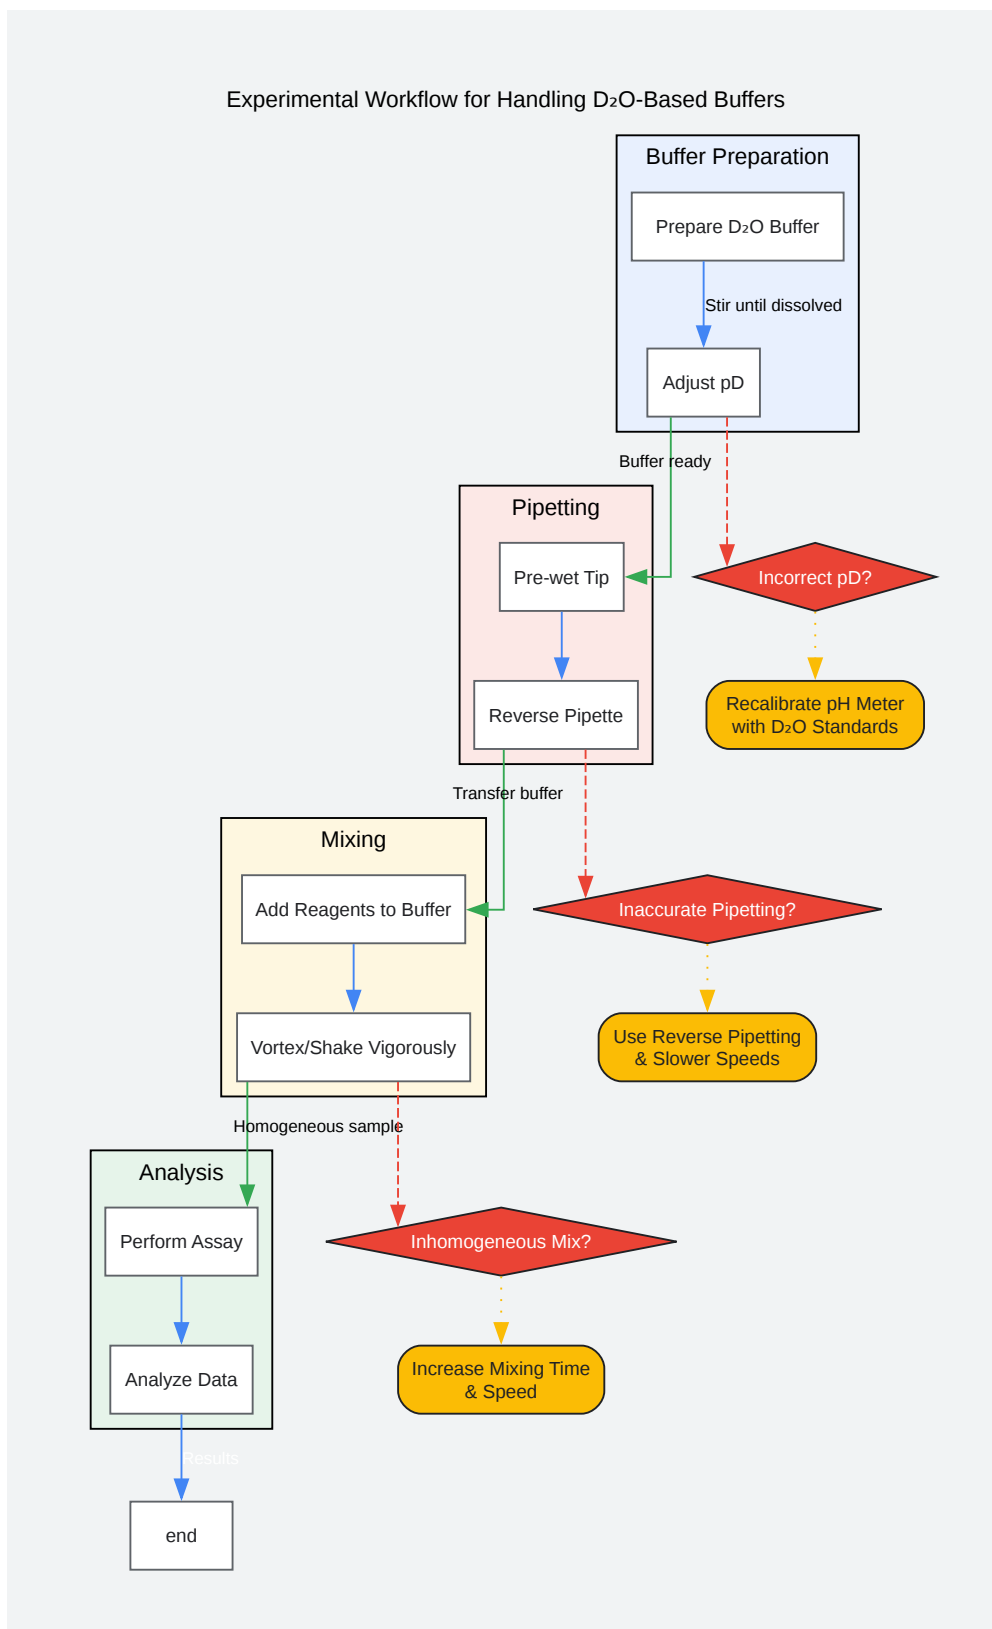 Experimental Workflow for Handling D₂O-Based Buffers
Buffer Preparation
Prepare D₂O Buffer
Stir until dissolved
Adjust pD
Buffer ready
Pipetting
Pre-wet Tip
Incorrect pD?
Reverse Pipette
Recalibrate pH Meter
with D₂O Standards
Transfer buffer
Mixing
Add Reagents to Buffer
Inaccurate Pipetting?
Vortex/Shake Vigorously
Use Reverse Pipetting
& Slower Speeds
Homogeneous sample
Analysis
Perform Assay
Inhomogeneous Mix?
Analyze Data
Increase Mixing Time
& Speed
Results
end